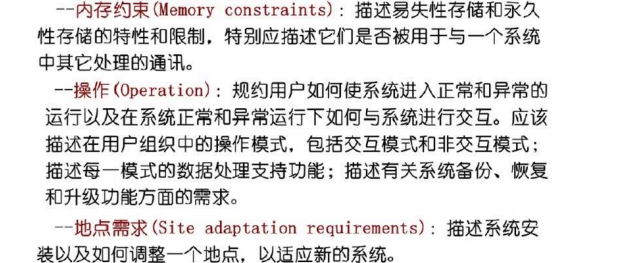 --内存约束(Memory constraints): 描述易失性存储和永久
性存储的特性和限制，特别应描述它们是否被用于与一个系统
中其它处理的通讯。
--操作(Operation): 规约用户如何使系统进入正常和异常的
运行以及在系统正常和异常运行下如何与系统进行交互。应该
描述在用户组织中的操作模式，包括交互模式和非交互模式；
描述每一模式的数据处理支持功能；描述有关系统备份、恢复
和升级功能方面的需求。
--地点需求(Site adaptation requirements): 描述系统安
装以及如何调整一个地点，以适应新的系统。